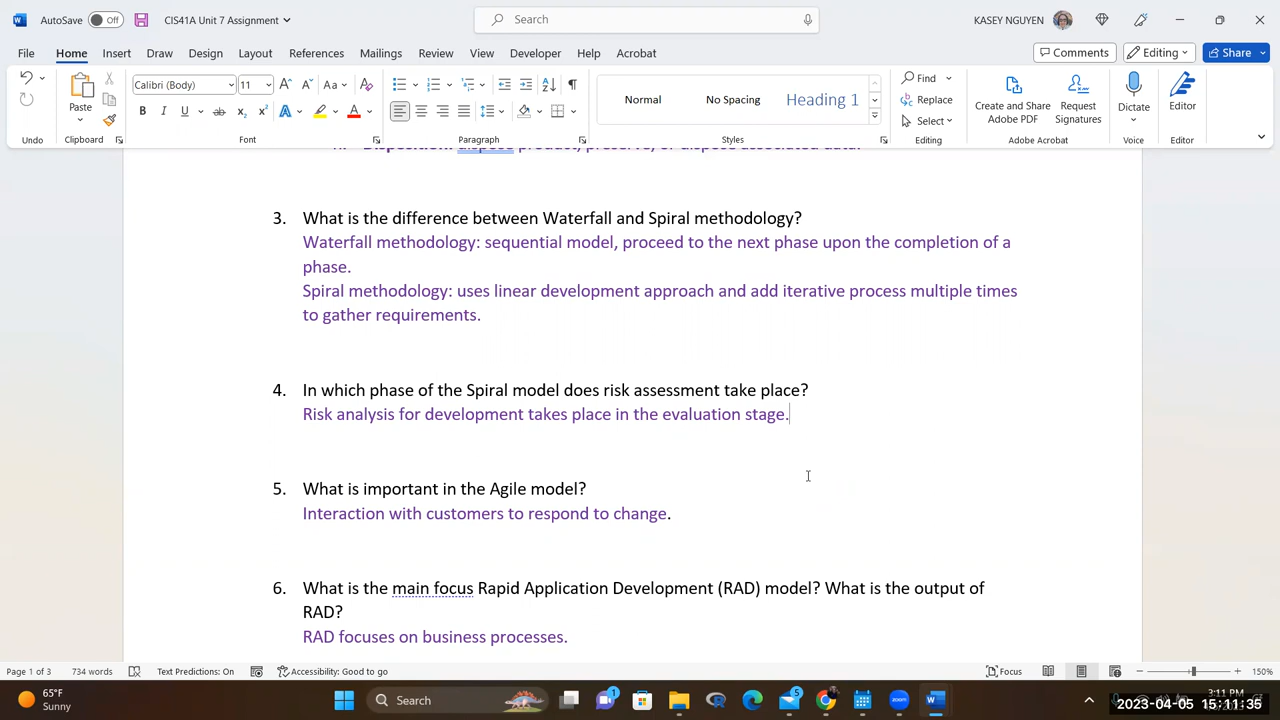 AutoSave Off CIS41A Unit 7 Assignment Search KASEY NGUYEN
File Home Insert Draw Design Layout References Mailings Review View Developer Help Acrobat Comments Editing Share
Calibri (Body) 11 Aa Normal No Spacing Heading 1 Find
Paste Replace Create and Share Adobe PDF Request Signatures Dictate Editor
B I U ab x2 x2 A A Select
Undo Clipboard Font Paragraph Styles Editing Adobe Acrobat Voice Editor
3. What is the difference between Waterfall and Spiral methodology?
Waterfall methodology: sequential model, proceed to the next phase upon the completion of a
phase.
Spiral methodology: uses linear development approach and add iterative process multiple times
to gather requirements.
4. In which phase of the Spiral model does risk assessment take place?
Risk analysis for development takes place in the evaluation stage.
5. What is important in the Agile model?
Interaction with customers to respond to change.
6. What is the main focus Rapid Application Development (RAD) model? What is the output of
RAD?
RAD focuses on business processes.
Page 1 of 3 734 words Text Predictions: On Accessibility: Good to go Focus 150%
65°F
Sunny
Search 1 5 3:11 PM
2023-04-05 15:11:35